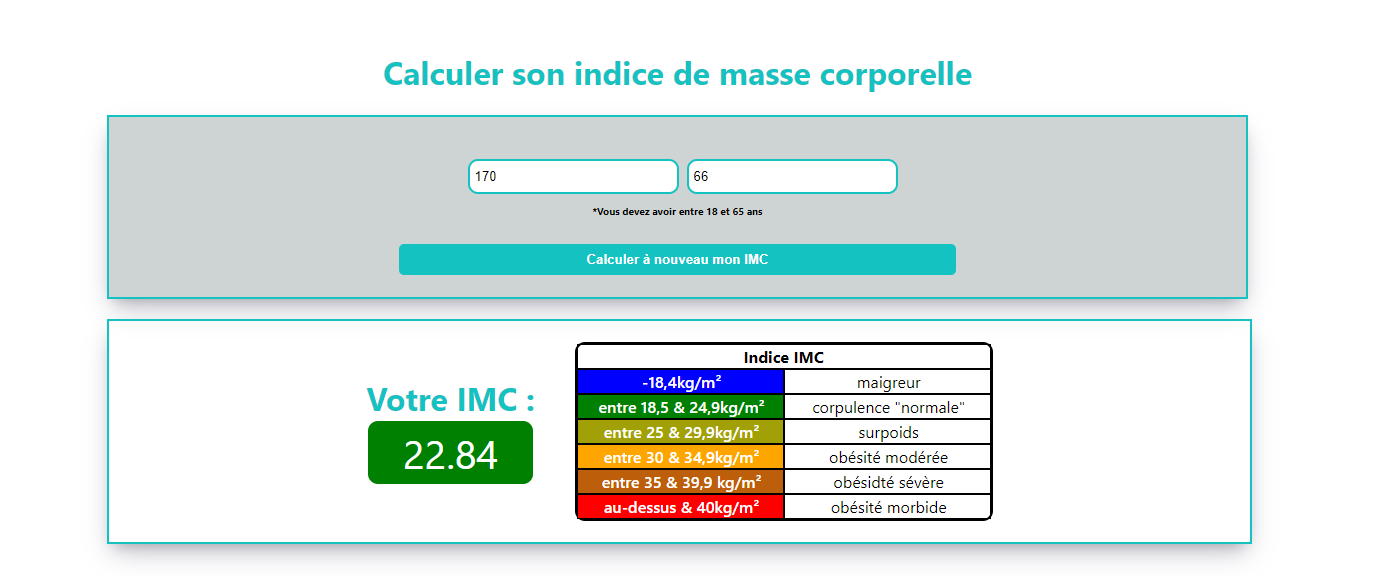 Calculer son indice de masse corporelle
170 66
*Vous devez avoir entre 18 et 65 ans
Calculer à nouveau mon IMC
Votre IMC :
22.84
Indice IMC
-18,4kg/m² maigreur
entre 18,5 & 24,9kg/m² corpulence "normale"
entre 25 & 29,9kg/m² surpoids
entre 30 & 34,9kg/m² obésité modérée
entre 35 & 39,9 kg/m² obésidté sévère
au-dessus & 40kg/m² obésité morbide